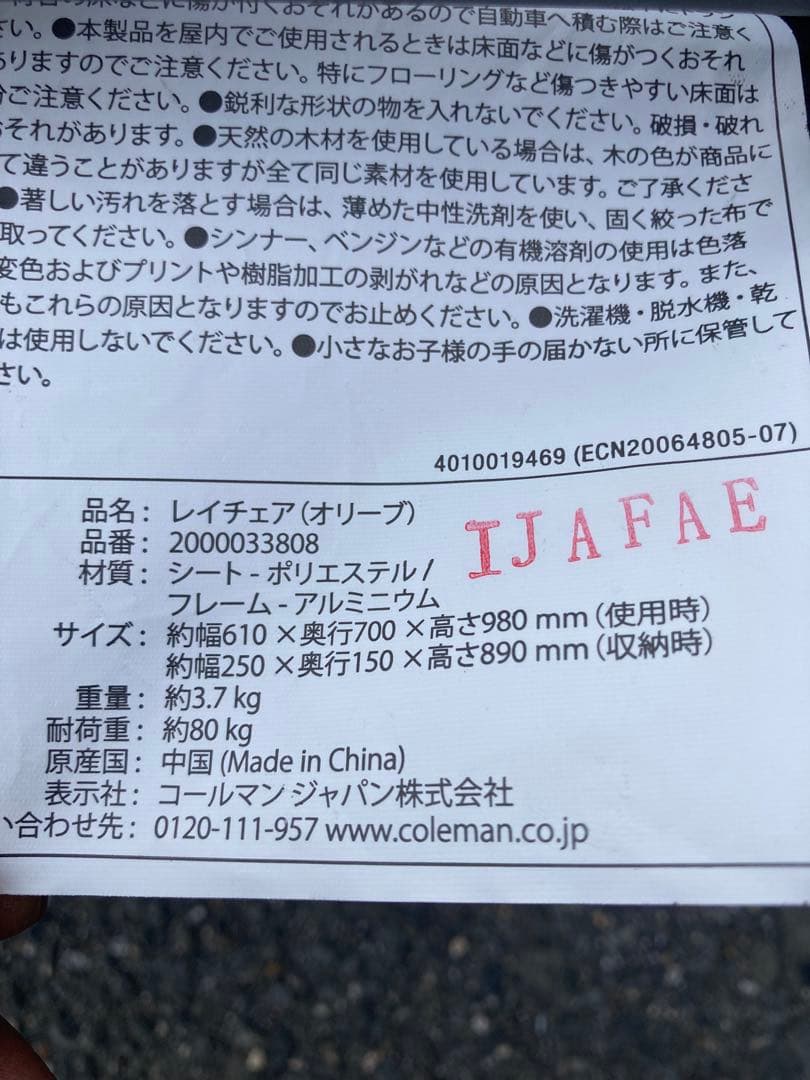 い。●本製品を屋内でご使用されるときは床面などに傷がつくおそれ
ありますのでご注意ください。特にフローリングなど傷つきやすい床面は
ご注意ください。●鋭利な形状の物を入れないでください。破損・破れ
おそれがあります。●天然の木材を使用している場合は、木の色が商品に
て違うことがありますが全て同じ素材を使用しています。ご了承くださ
●著しい汚れを落とす場合は、薄めた中性洗剤を使い、固く絞った布で
取ってください。●シンナー、ベンジンなどの有機溶剤の使用は色落
変色およびプリントや樹脂加工の剥がれなどの原因となります。また、
もこれらの原因となりますのでお止めください。●洗濯機・脱水機・乾
は使用しないでください。●小さなお子様の手の届かない所に保管して
さい。
4010019469 (ECN20064805-07)
品名: レイチェア(オリーブ)
IJAFAE
品番: 2000033808
材質: シート - ポリエステル /
フレーム - アルミニウム
サイズ: 約幅610 ×奥行700 ×高さ980 mm(使用時)
約幅250 ×奥行150 ×高さ890 mm(収納時)
重量: 約3.7 kg
耐荷重: 約80 kg
原産国: 中国 (Made in China)
表示社: コールマン ジャパン株式会社
い合わせ先: 0120-111-957 www.coleman.co.jp